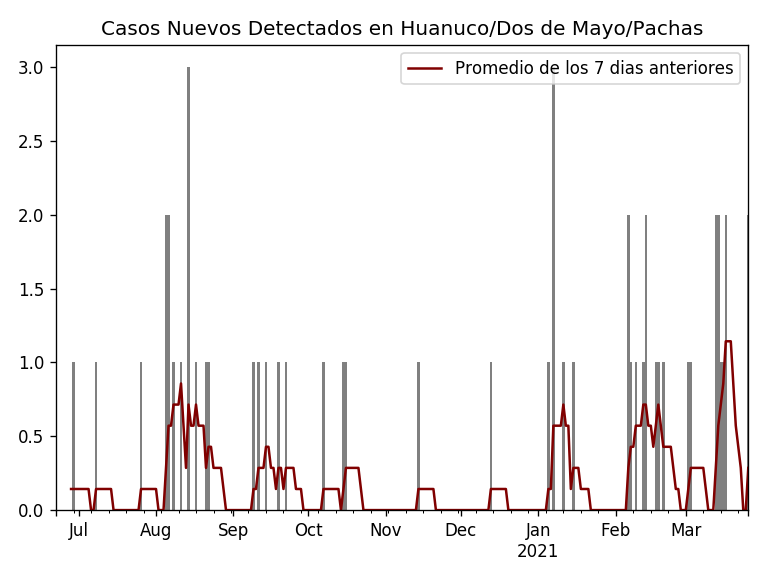 Casos Nuevos Detectados en Huanuco/Dos de Mayo/Pachas
Promedio de los 7 dias anteriores
3.0
2.5
2.0
1.5
1.0
0.5
0.0
Jul Aug Sep Oct Nov Dec Jan Feb Mar
2021